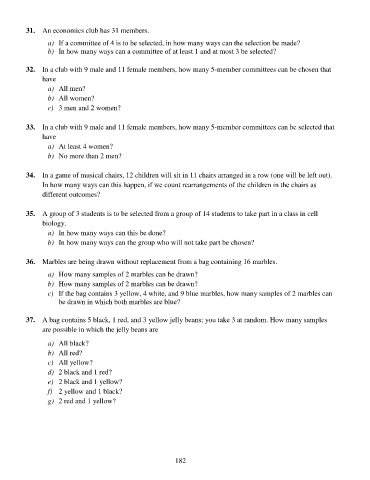 31. An economics club has 31 members.
a) If a committee of 4 is to be selected, in how many ways can the selection be made?
b) In how many ways can a committee of at least 1 and at most 3 be selected?
32. In a club with 9 male and 11 female members, how many 5-member committees can be chosen that
have
a) All men?
b) All women?
c) 3 men and 2 women?
33. In a club with 9 male and 11 female members, how many 5-member committees can be selected that
have
a) At least 4 women?
b) No more than 2 men?
34. In a game of musical chairs, 12 children will sit in 11 chairs arranged in a row (one will be left out).
In how many ways can this happen, if we count rearrangements of the children in the chairs as
different outcomes?
35. A group of 3 students is to be selected from a group of 14 students to take part in a class in cell
biology.
a) In how many ways can this be done?
b) In how many ways can the group who will not take part be chosen?
36. Marbles are being drawn without replacement from a bag containing 16 marbles.
a) How many samples of 2 marbles can be drawn?
b) How many samples of 2 marbles can be drawn?
c) If the bag contains 3 yellow, 4 white, and 9 blue marbles, how many samples of 2 marbles can
be drawn in which both marbles are blue?
37. A bag contains 5 black, 1 red, and 3 yellow jelly beans; you take 3 at random. How many samples
are possible in which the jelly beans are
a) All black?
b) All red?
c) All yellow?
d) 2 black and 1 red?
e) 2 black and 1 yellow?
f) 2 yellow and 1 black?
g) 2 red and 1 yellow?
182